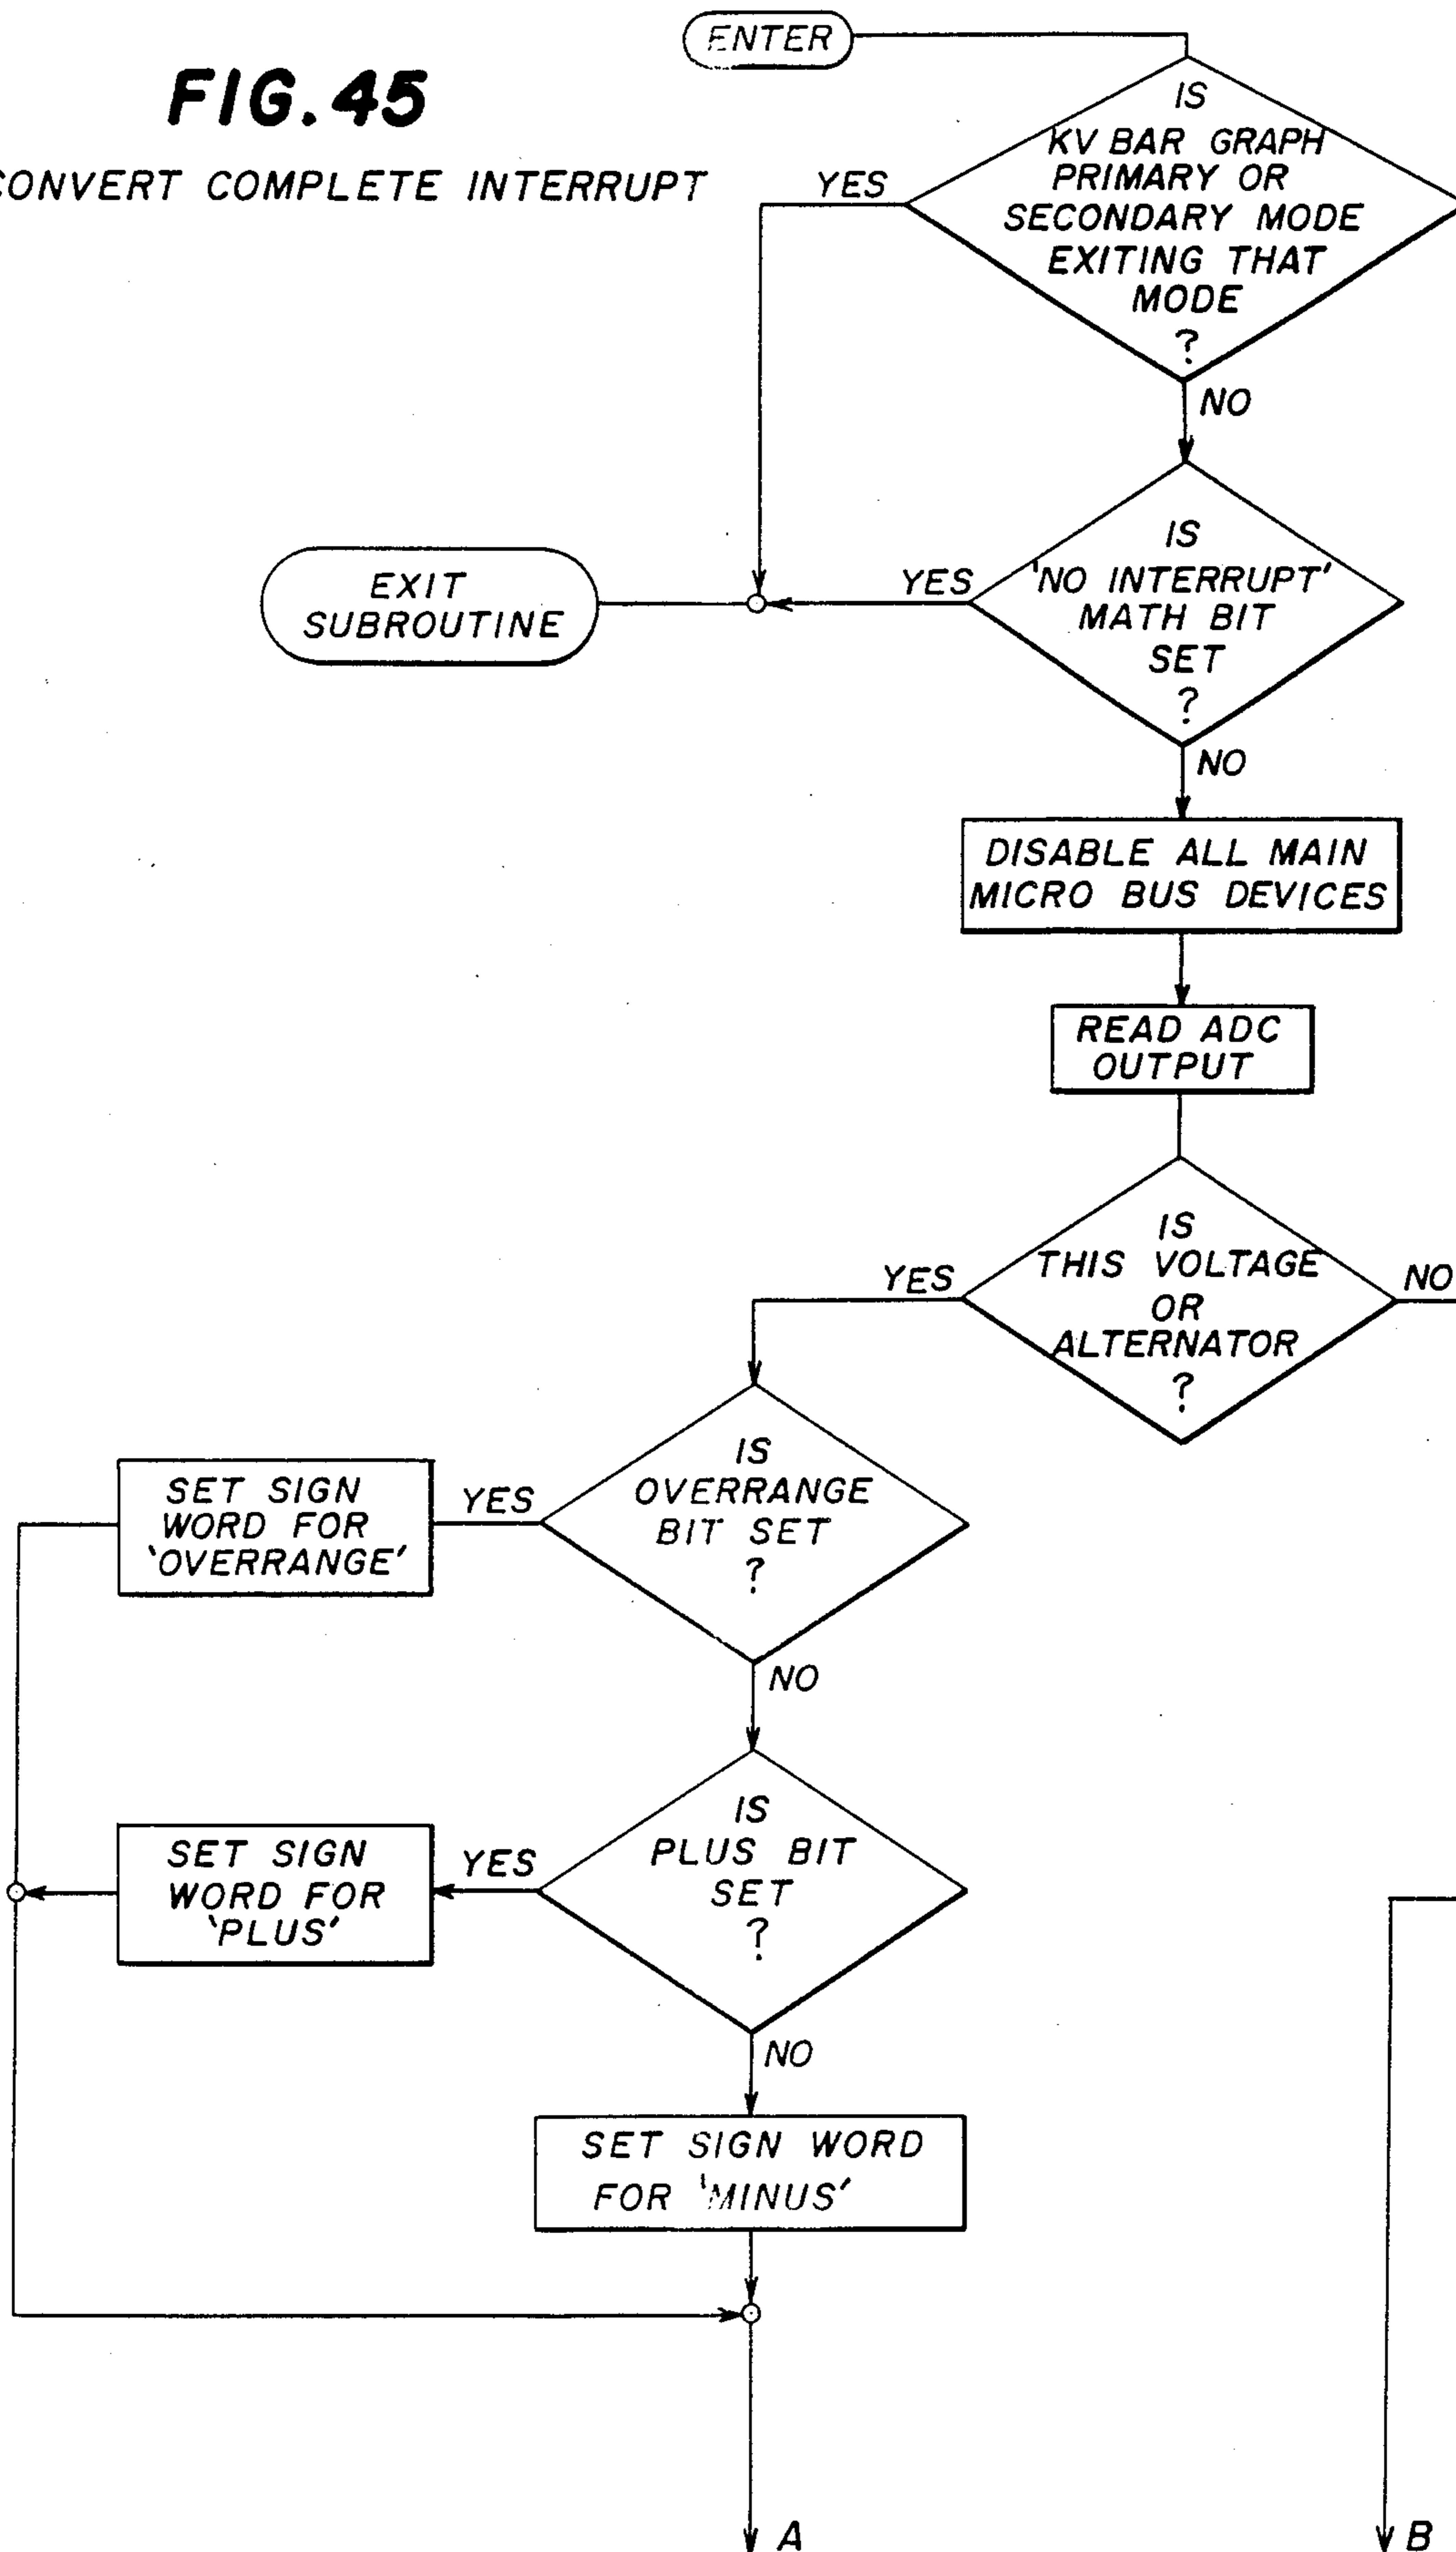 ENTER
FIG.45
CONVERT COMPLETE INTERRUPT
IS
KV BAR GRAPH
PRIMARY OR
SECONDARY MODE
EXITING THAT
MODE
?
YES
NO
IS
'NO INTERRUPT'
MATH BIT
SET
?
YES
EXIT
SUBROUTINE
NO
DISABLE ALL MAIN
MICRO BUS DEVICES
READ ADC
OUTPUT
IS
THIS VOLTAGE
OR
ALTERNATOR
?
YES
NO
IS
OVERRANGE
BIT SET
?
YES
SET SIGN
WORD FOR
'OVERRANGE'
NO
IS
PLUS BIT
SET
?
YES
SET SIGN
WORD FOR
'PLUS'
NO
SET SIGN WORD
FOR 'MINUS'
A
B